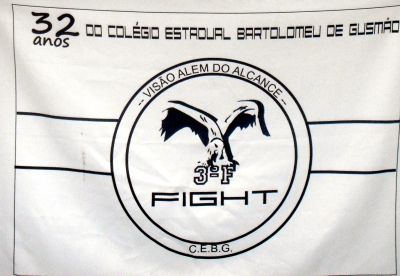 32 anos DO COLÉGIO ESTADUAL BARTOLOMEU DE GUSMÃO
-- VISÃO ALEM DO ALCANCE --
3ºF
FIGHT
C.E.B.G.